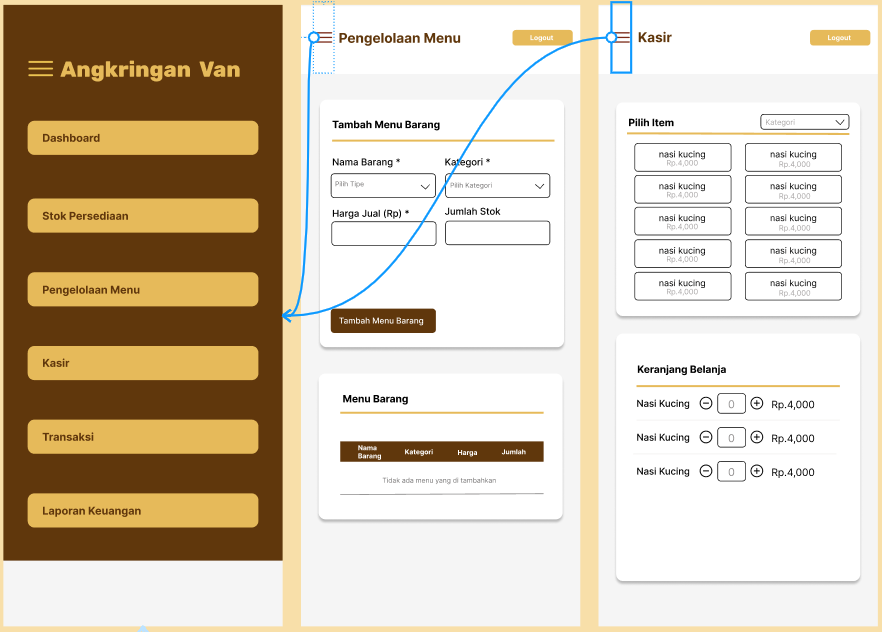 Angkringan Van
Dashboard
Stok Persediaan
Pengelolaan Menu
Kasir
Transaksi
Laporan Keuangan
Pengelolaan Menu
Logout
Tambah Menu Barang
Nama Barang *
Kategori *
Pilih Tipe
Pilih Kategori
Harga Jual (Rp) *
Jumlah Stok
Tambah Menu Barang
Menu Barang
Nama
Barang
Kategori
Harga
Jumlah
Tidak ada menu yang di tambahkan
Kasir
Logout
Pilih Item
Kategori
nasi kucing
Rp.4,000
nasi kucing
Rp.4,000
nasi kucing
Rp.4,000
nasi kucing
Rp.4,000
nasi kucing
Rp.4,000
nasi kucing
Rp.4,000
nasi kucing
Rp.4,000
nasi kucing
Rp.4,000
nasi kucing
Rp.4,000
nasi kucing
Rp.4,000
Keranjang Belanja
Nasi Kucing 0 Rp.4,000
Nasi Kucing 0 Rp.4,000
Nasi Kucing 0 Rp.4,000